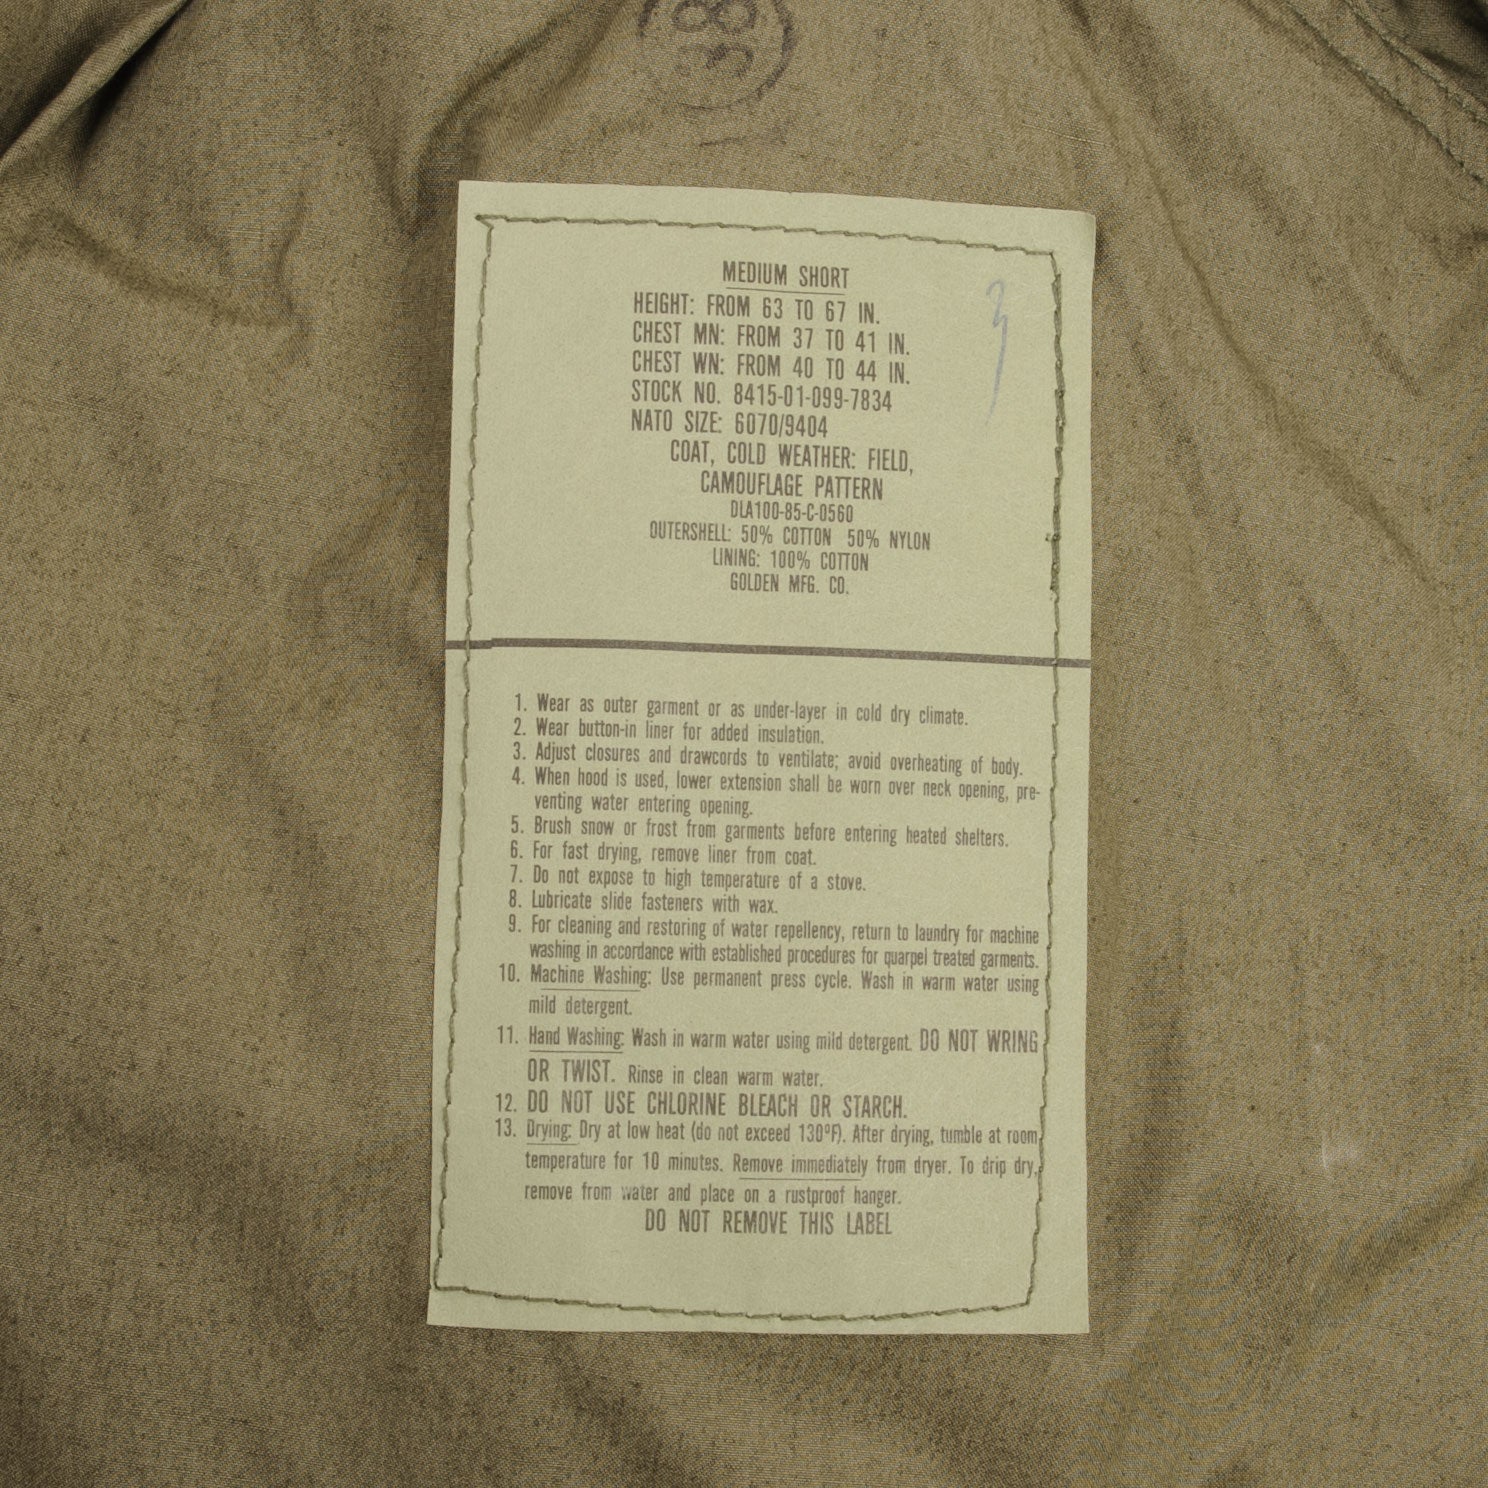 38
MEDIUM SHORT
HEIGHT: FROM 63 TO 67 IN.
CHEST MN: FROM 37 TO 41 IN.
CHEST WN: FROM 40 TO 44 IN.
STOCK NO. 8415-01-099-7834
NATO SIZE: 6070/9404
COAT, COLD WEATHER: FIELD,
CAMOUFLAGE PATTERN
DLA100-85-C-0560
OUTERSHELL: 50% COTTON 50% NYLON
LINING: 100% COTTON
GOLDEN MFG. CO.
1. Wear as outer garment or as under-layer in cold dry climate.
2. Wear button-in liner for added insulation.
3. Adjust closures and drawcords to ventilate; avoid overheating of body.
4. When hood is used, lower extension shall be worn over neck opening, pre-
venting water entering opening.
5. Brush snow or frost from garments before entering heated shelters.
6. For fast drying, remove liner from coat.
7. Do not expose to high temperature of a stove.
8. Lubricate slide fasteners with wax.
9. For cleaning and restoring of water repellency, return to laundry for machine
washing in accordance with established procedures for quarpel treated garments.
10. Machine Washing: Use permanent press cycle. Wash in warm water using
mild detergent.
11. Hand Washing: Wash in warm water using mild detergent. DO NOT WRING
OR TWIST. Rinse in clean warm water.
12. DO NOT USE CHLORINE BLEACH OR STARCH.
13. Drying: Dry at low heat (do not exceed 130ºF). After drying, tumble at room
temperature for 10 minutes. Remove immediately from dryer. To drip dry,
remove from water and place on a rustproof hanger.
DO NOT REMOVE THIS LABEL